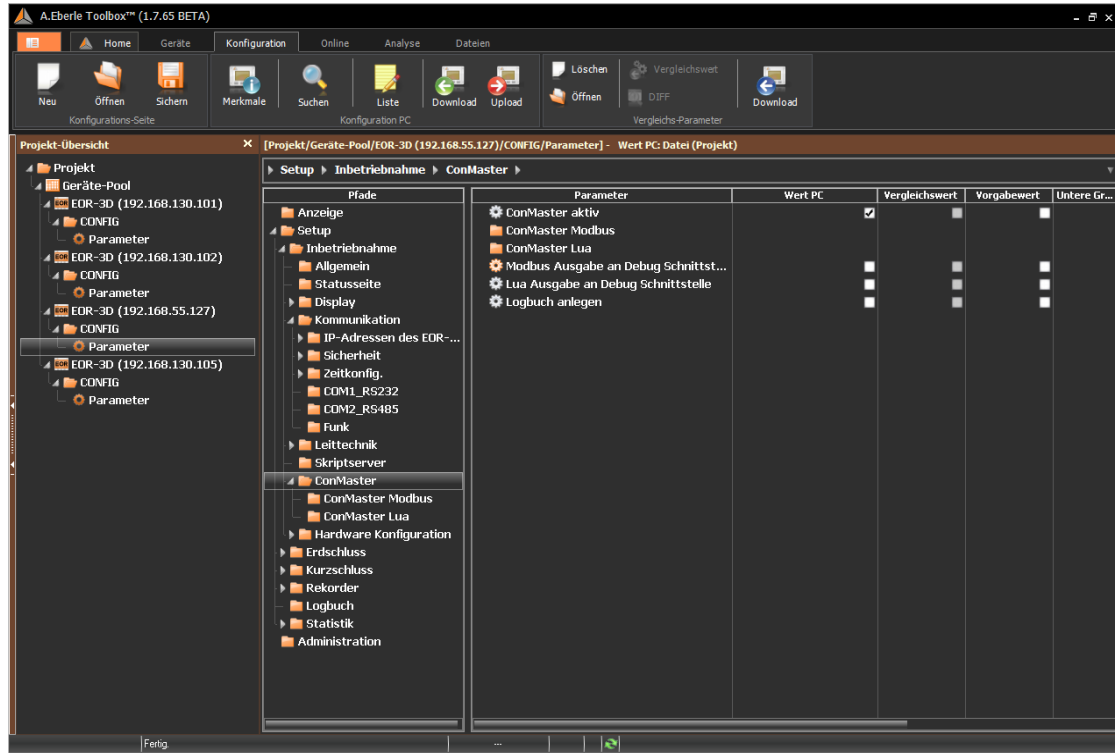 A.Eberle Toolbox™ (1.7.65 BETA)
Home Geräte Konfiguration Online Analyse Dateien
Neu Öffnen Sichern Merkmale Suchen Liste Download Upload Löschen Öffnen Vergleichswert DIFF Download
Konfigurations-Seite Konfiguration PC Vergleichs-Parameter
Projekt-Übersicht
Projekt
Geräte-Pool
EOR EOR-3D (192.168.130.101)
CONFIG
Parameter
EOR EOR-3D (192.168.130.102)
CONFIG
Parameter
EOR EOR-3D (192.168.55.127)
CONFIG
Parameter
EOR EOR-3D (192.168.130.105)
CONFIG
Parameter
[Projekt/Geräte-Pool/EOR-3D (192.168.55.127)/CONFIG/Parameter] - Wert PC: Datei (Projekt)
Setup Inbetriebnahme ConMaster
Pfade
Anzeige
Setup
Inbetriebnahme
Allgemein
Statusseite
Display
Kommunikation
IP-Adressen des EOR-...
Sicherheit
Zeitkonfig.
COM1_RS232
COM2_RS485
Funk
Leittechnik
Skriptserver
ConMaster
ConMaster Modbus
ConMaster Lua
Hardware Konfiguration
Erdschluss
Kurzschluss
Rekorder
Logbuch
Statistik
Administration
Parameter Wert PC Vergleichswert Vorgabewert Untere Gr...
ConMaster aktiv
ConMaster Modbus
ConMaster Lua
Modbus Ausgabe an Debug Schnittst...
Lua Ausgabe an Debug Schnittstelle
Logbuch anlegen
Fertig. ...